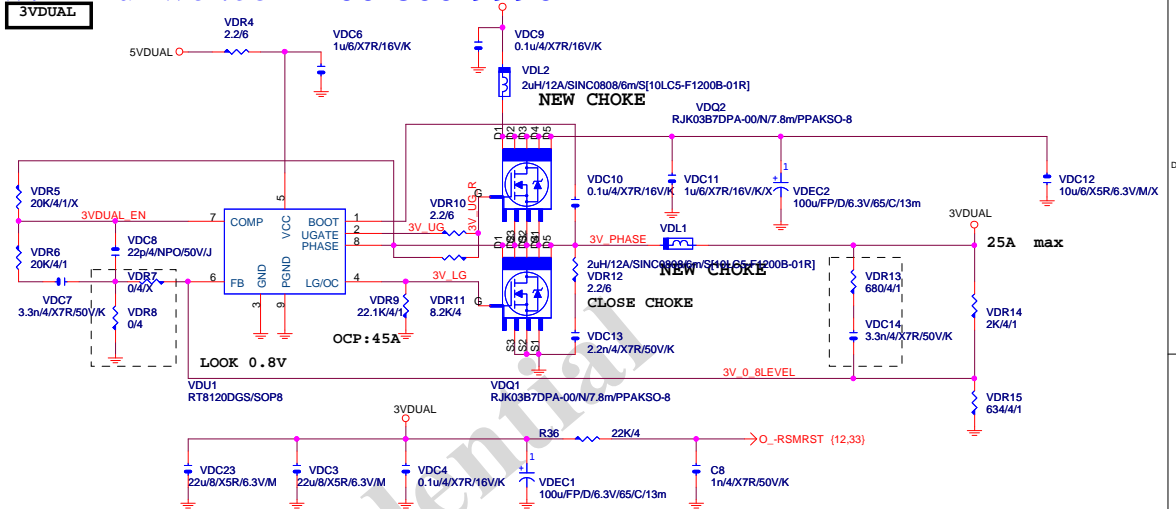 3VDUAL
VDR4
2.2/6
5VDUAL
VDC6
1u/6/X7R/16V/K
VDC9
0.1u/4/X7R/16V/K
VDL2
2uH/12A/SINC0808/6m/S[10LC5-F1200B-01R]
NEW CHOKE
VDQ2
RJK03B7DPA-00/N/7.8m/PPAKSO-8
D1
D2
D3
D4
D5
VDC10
0.1u/4/X7R/16V/K
VDC11
1u/6/X7R/16V/K/X
1
+
VDEC2
100u/FP/D/6.3V/65/C/13m
VDC12
10u/6/X5R/6.3V/M/X
D
VDR5
20K/4/1/X
3VDUAL_EN
VDR6
20K/4/1
VDC8
22p/4/NPO/50V/J
VDC7
3.3n/4/X7R/50V/K
VDR7
0/4/X
VDR8
0/4
7
COMP
5
VCC
BOOT
1
UGATE
2
PHASE
8
6
FB
GND
3
PGND
9
LG/OC
4
VDR10
2.2/6
3V_UG
3V_UG_R
G
3V_LG
G
VDR9
22.1K/4/1
VDR11
8.2K/4
OCP:45A
LOOK 0.8V
VDU1
RT8120DGS/SOP8
3V_PHASE
VDL1
2uH/12A/SINC0808/6m/S[10LC5-F1200B-01R]
NEW CHOKE
VDR12
2.2/6
CLOSE CHOKE
VDC13
2.2n/4/X7R/50V/K
S3
S2
S1
VDQ1
RJK03B7DPA-00/N/7.8m/PPAKSO-8
3VDUAL
25A max
VDR13
680/4/1
VDC14
3.3n/4/X7R/50V/K
VDR14
2K/4/1
3V_0_8LEVEL
VDR15
634/4/1
3VDUAL
R36
22K/4
O_-RSMRST {12,33}
VDC23
22u/8/X5R/6.3V/M
VDC3
22u/8/X5R/6.3V/M
VDC4
0.1u/4/X7R/16V/K
1
+
VDEC1
100u/FP/D/6.3V/65/C/13m
C8
1n/4/X7R/50V/K